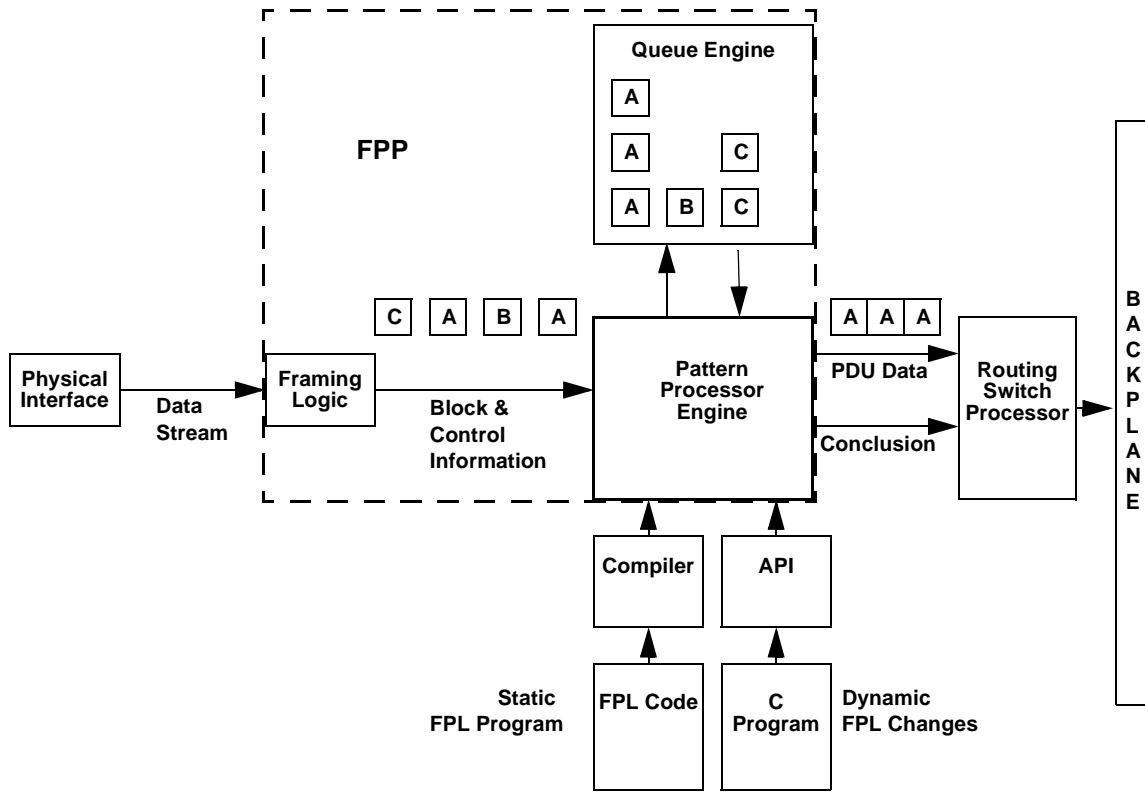 Queue Engine
A
FPP
A C
A B C
C A B A
A A A
Physical
Interface
Data
Stream
Framing
Logic
Block &
Control
Information
Pattern
Processor
Engine
PDU Data
Conclusion
Routing
Switch
Processor
B
A
C
K
P
L
A
N
E
Compiler
API
Static
FPL Program
FPL Code
C
Program
Dynamic
FPL Changes